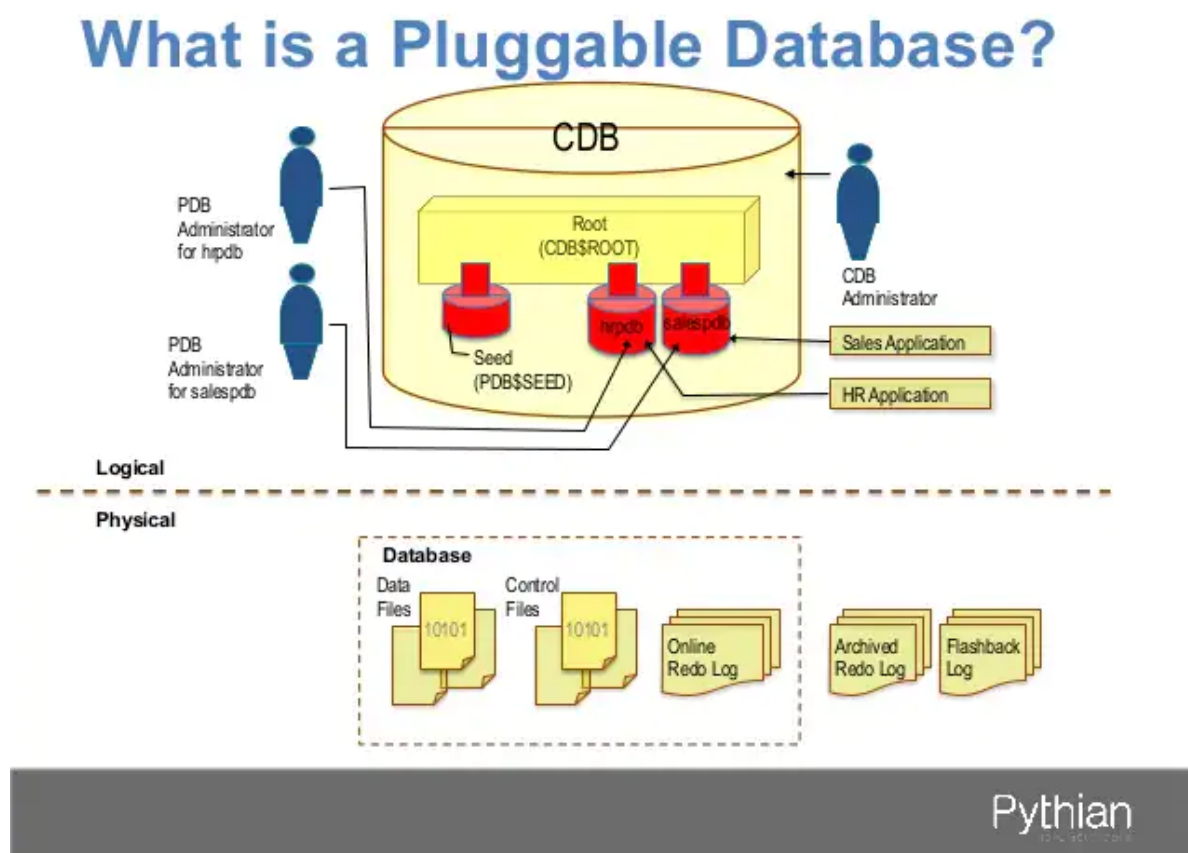 What is a Pluggable Database?
CDB
Root
(CDB$ROOT)
PDB
Administrator
for hrpdb
PDB
Administrator
for salespdb
CDB
Administrator
hrpdb
salespdb
Seed
(PDB$SEED)
Sales Application
HR Application
Logical
Physical
Database
Data
Files
10101
Control
Files
10101
Online
Redo Log
Archived
Redo Log
Flashback
Log
Pythian